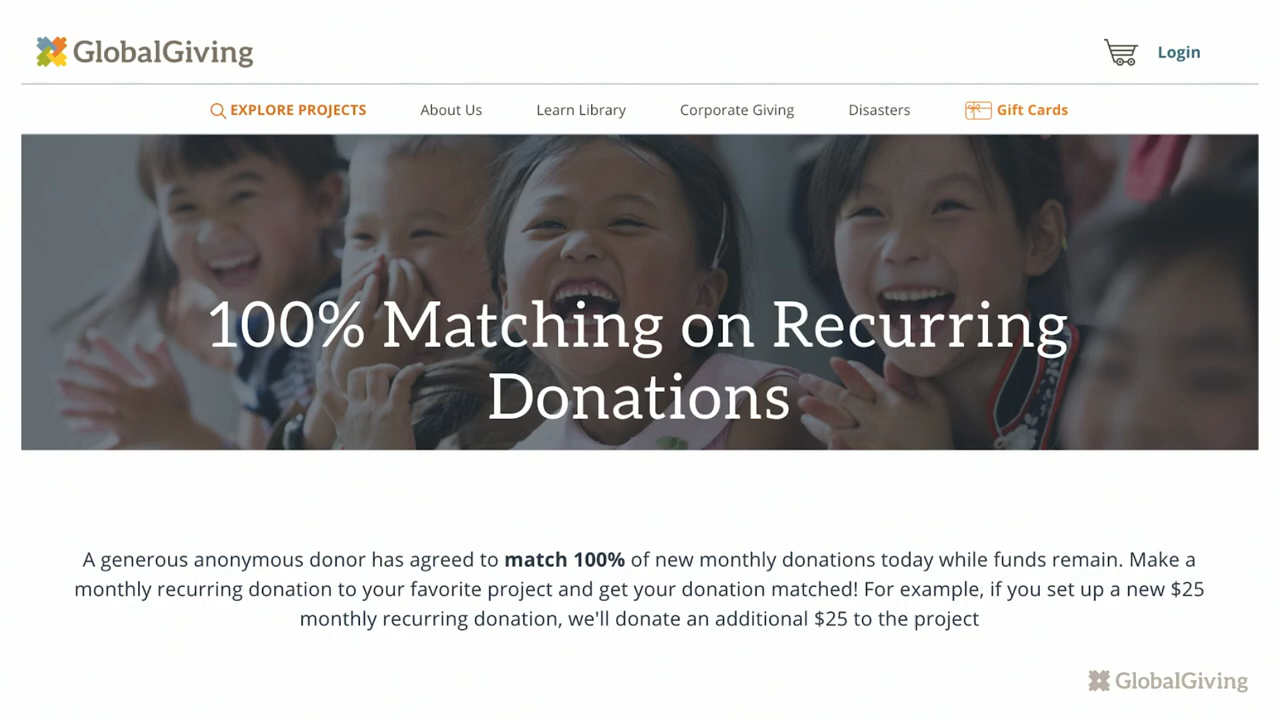 GlobalGiving
Login
EXPLORE PROJECTS
About Us
Learn Library
Corporate Giving
Disasters
Gift Cards
100% Matching on Recurring
Donations
A generous anonymous donor has agreed to match 100% of new monthly donations today while funds remain. Make a
monthly recurring donation to your favorite project and get your donation matched! For example, if you set up a new $25
monthly recurring donation, we'll donate an additional $25 to the project
GlobalGiving